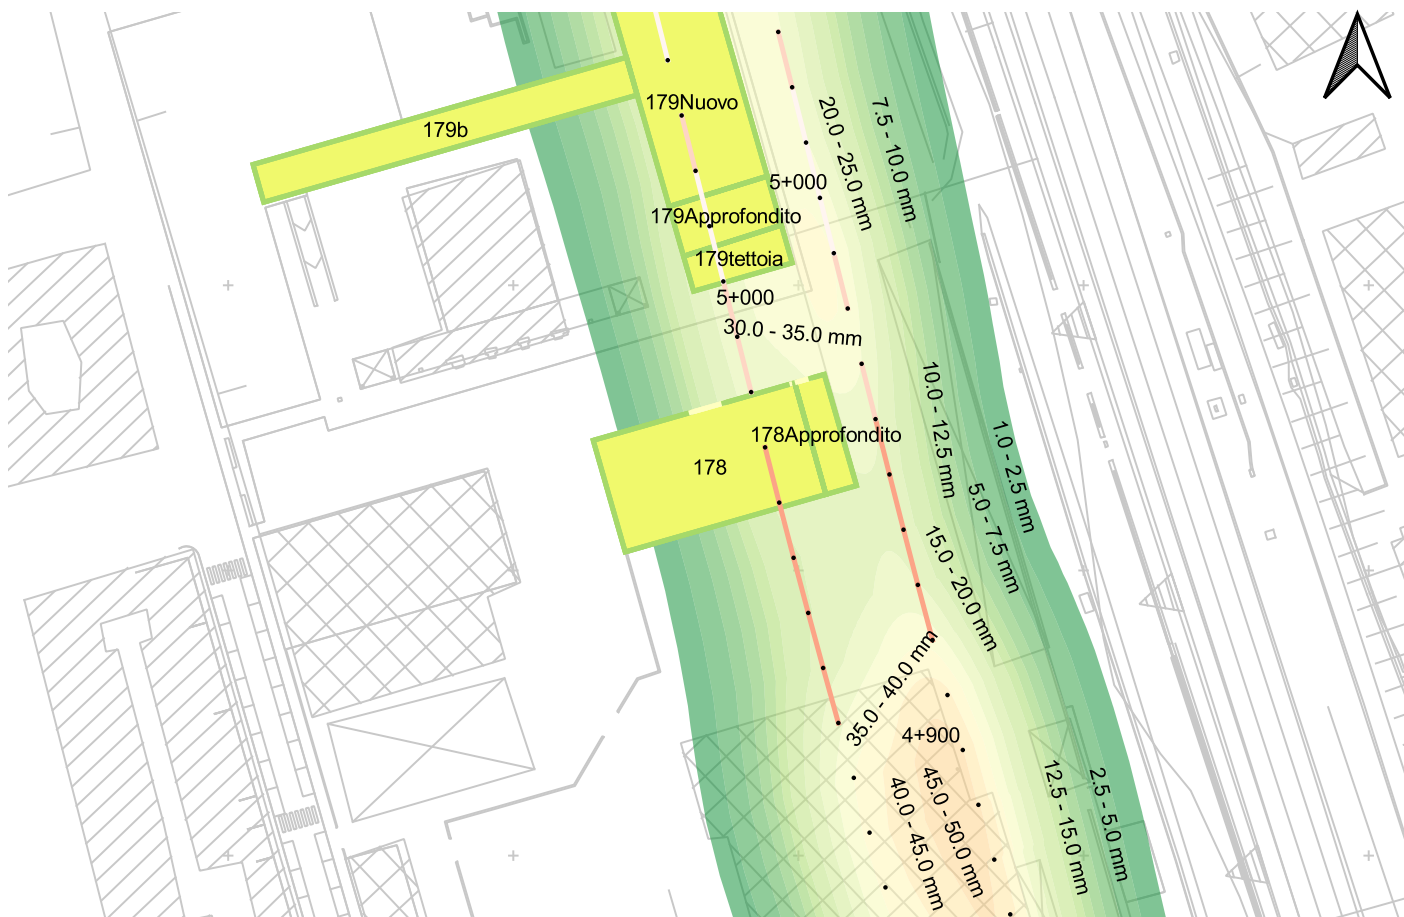 179Nuovo
179b
20.0 - 25.0 mm
7.5 - 10.0 mm
5+000
179Approfondito
179tettoia
5+000
30.0 - 35.0 mm
10.0 - 12.5 mm
1.0 - 2.5 mm
178Approfondito
178
5.0 - 7.5 mm
15.0 - 20.0 mm
35.0 - 40.0 mm
4+900
45.0 - 50.0 mm
40.0 - 45.0 mm
12.5 - 15.0 mm
2.5 - 5.0 mm